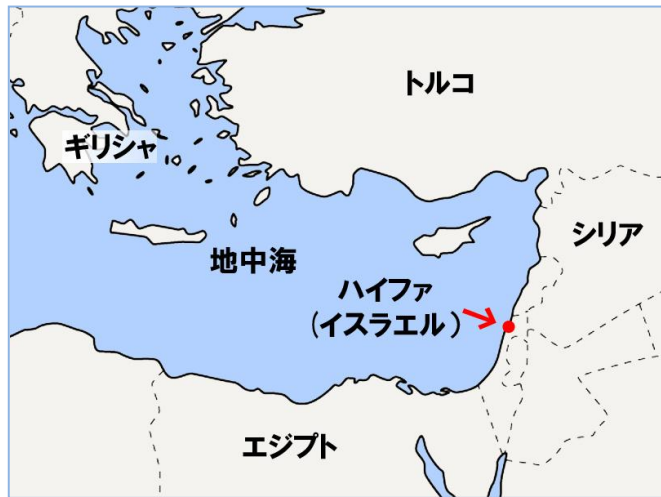 トルコ
ギリシャ
シリア
地中海
ハイファ
(イスラエル)
エジプト